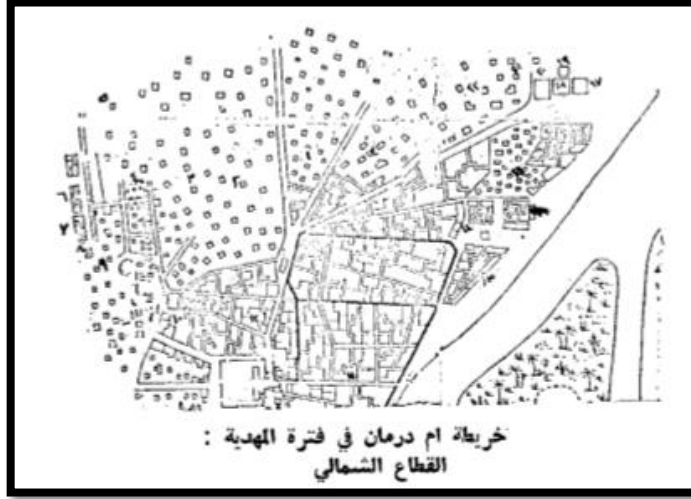 خريطة ام درمان في فترة المهدية :
القطاع الشمالي